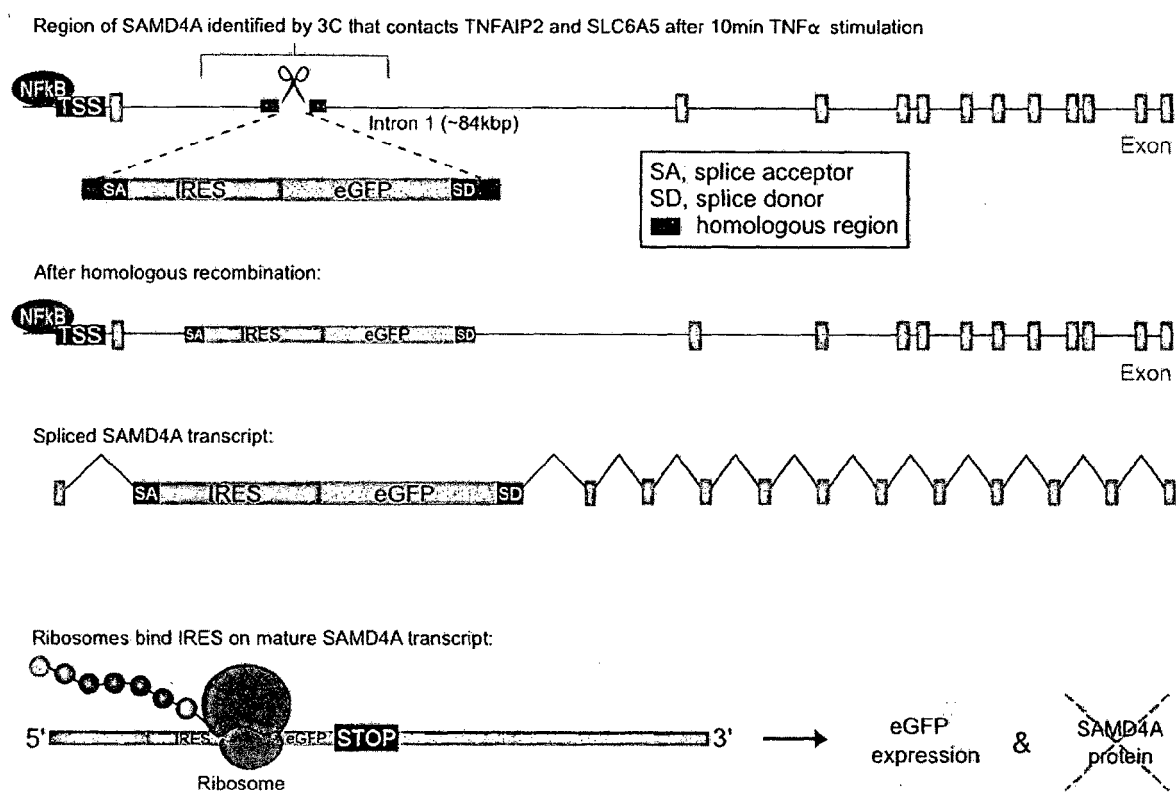 Region of SAMD4A identified by 3C that contacts TNFAIP2 and SLC6A5 after 10min TNFα stimulation
NFkB
TSS
Intron 1 (~84kbp)
Exon
SA IRES eGFP SD
SA, splice acceptor
SD, splice donor
homologous region
After homologous recombination:
NFkB
TSS
SA IRES eGFP SD
Exon
Spliced SAMD4A transcript:
SA IRES eGFP SD
Ribosomes bind IRES on mature SAMD4A transcript:
5' IRES eGFP STOP 3'
Ribosome
eGFP
expression
&
SAMD4A
protein